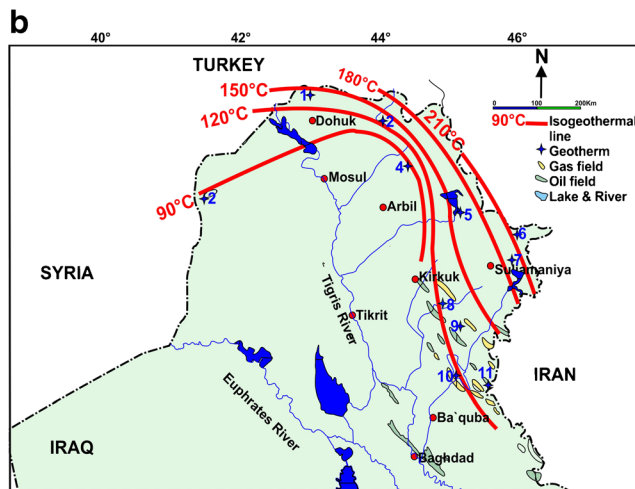 b
40°
42°
44°
46°
TURKEY
N
150°C
180°C
0 100 200Km
120°C
210°C
90°C
Isogeothermal
line
Geotherm
Gas field
Oil field
Lake & River
1
Dohuk
2
4
Mosul
90°C
2
Arbil
5
6
7
SYRIA
Sulaimaniya
Kirkuk
Tigris River
8
Tikrit
9
10
11
IRAN
Euphrates River
Ba`quba
IRAQ
Baghdad